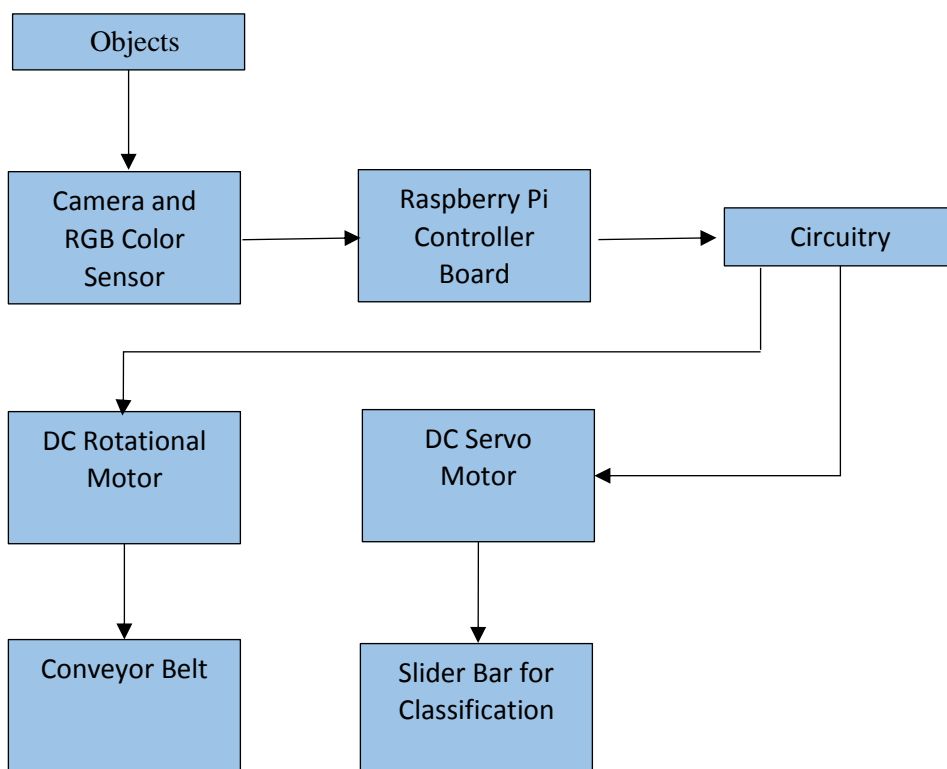 Objects
Camera and
RGB Color
Sensor
Raspberry Pi
Controller
Board
Circuitry
DC Rotational
Motor
DC Servo
Motor
Conveyor Belt
Slider Bar for
Classification